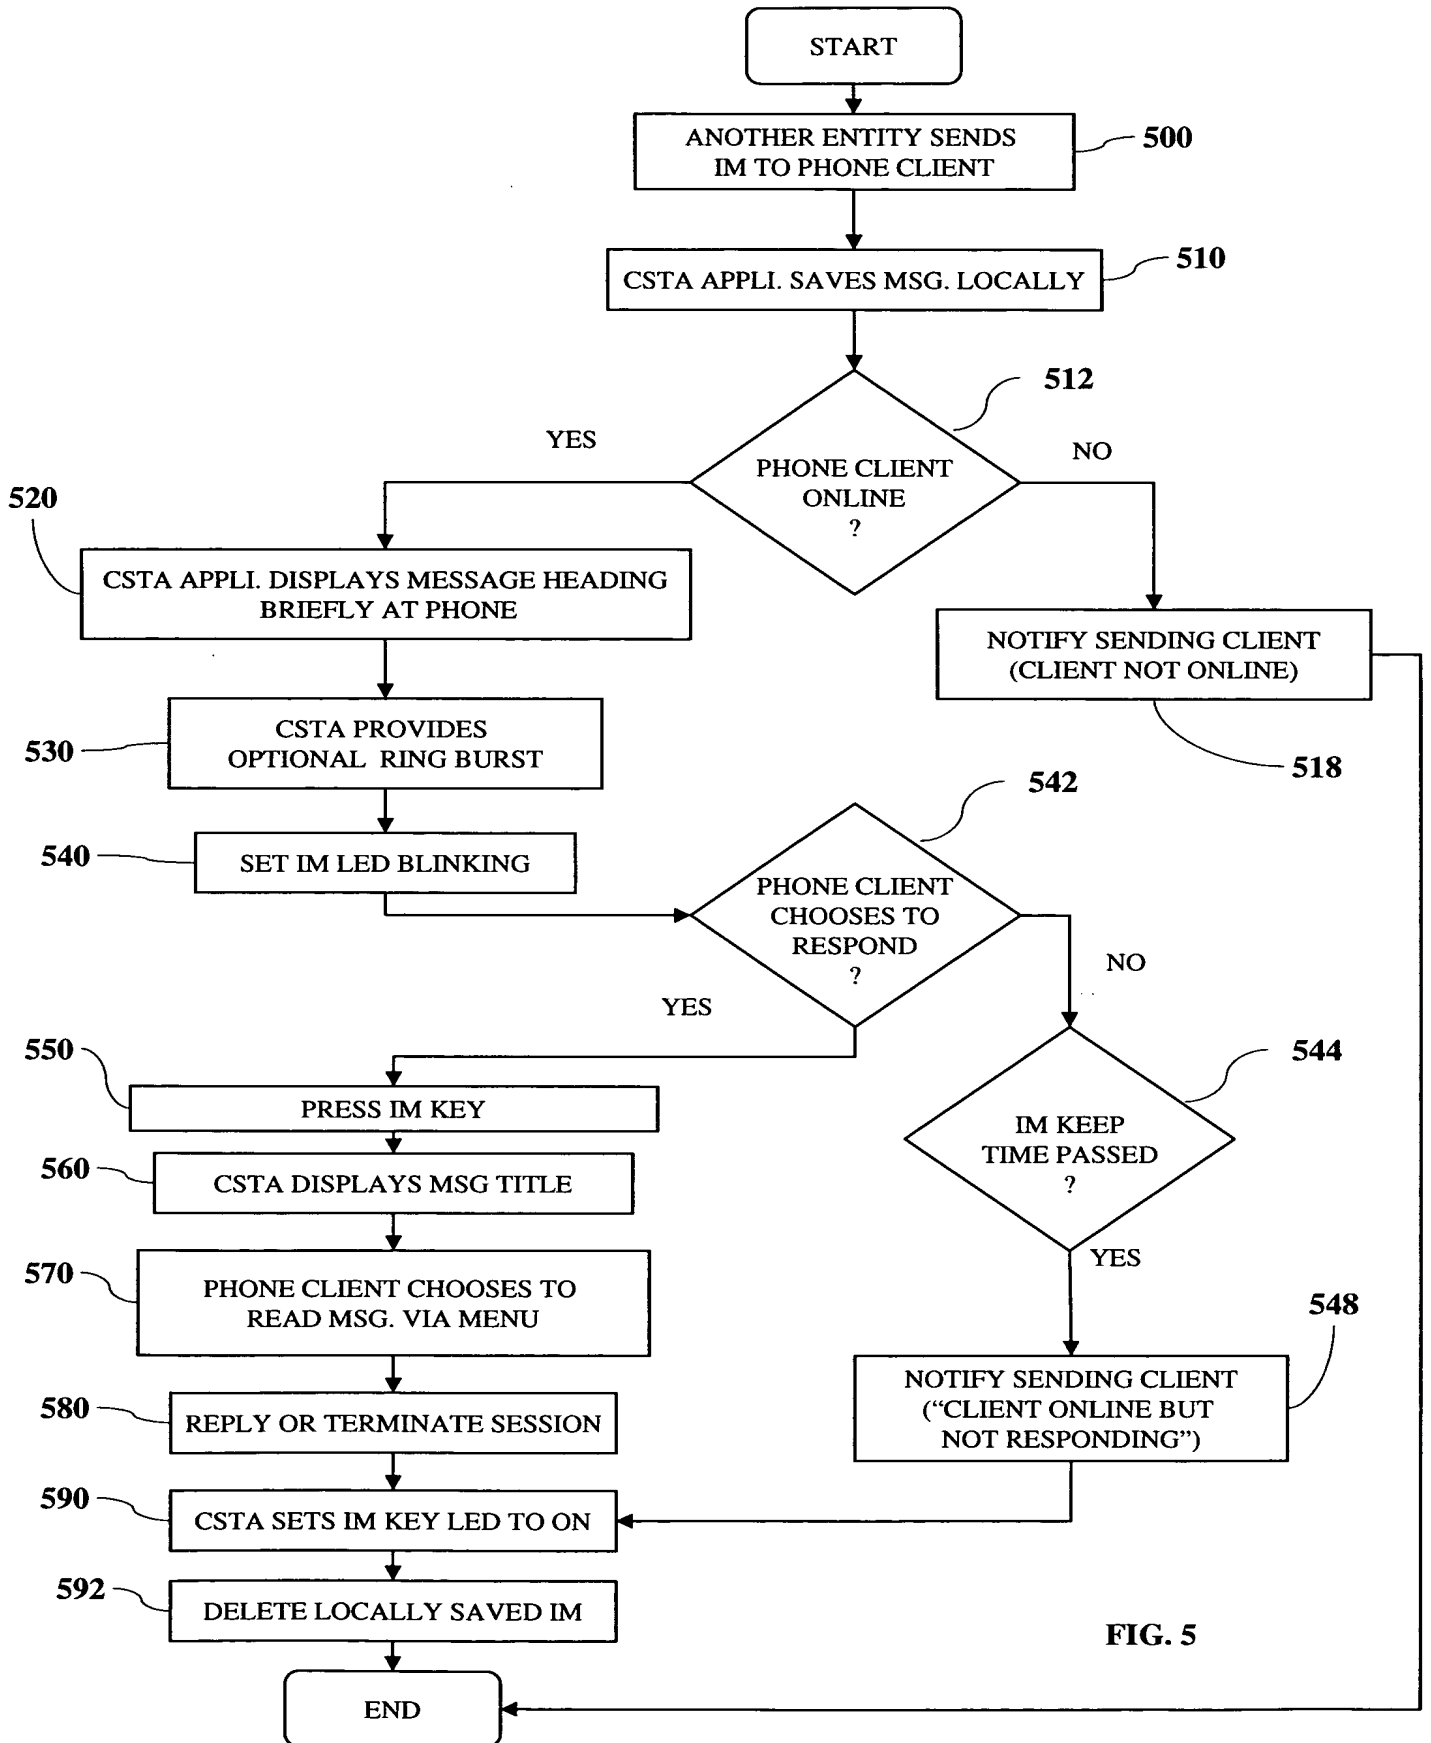 START
ANOTHER ENTITY SENDS
IM TO PHONE CLIENT
500
CSTA APPLI. SAVES MSG. LOCALLY
510
512
PHONE CLIENT
ONLINE
?
YES
NO
520
CSTA APPLI. DISPLAYS MESSAGE HEADING
BRIEFLY AT PHONE
NOTIFY SENDING CLIENT
(CLIENT NOT ONLINE)
518
530
CSTA PROVIDES
OPTIONAL RING BURST
540
SET IM LED BLINKING
542
PHONE CLIENT
CHOOSES TO
RESPOND
?
NO
YES
544
IM KEEP
TIME PASSED
?
YES
548
NOTIFY SENDING CLIENT
(“CLIENT ONLINE BUT
NOT RESPONDING”)
550
PRESS IM KEY
560
CSTA DISPLAYS MSG TITLE
570
PHONE CLIENT CHOOSES TO
READ MSG. VIA MENU
580
REPLY OR TERMINATE SESSION
590
CSTA SETS IM KEY LED TO ON
592
DELETE LOCALLY SAVED IM
END
FIG. 5